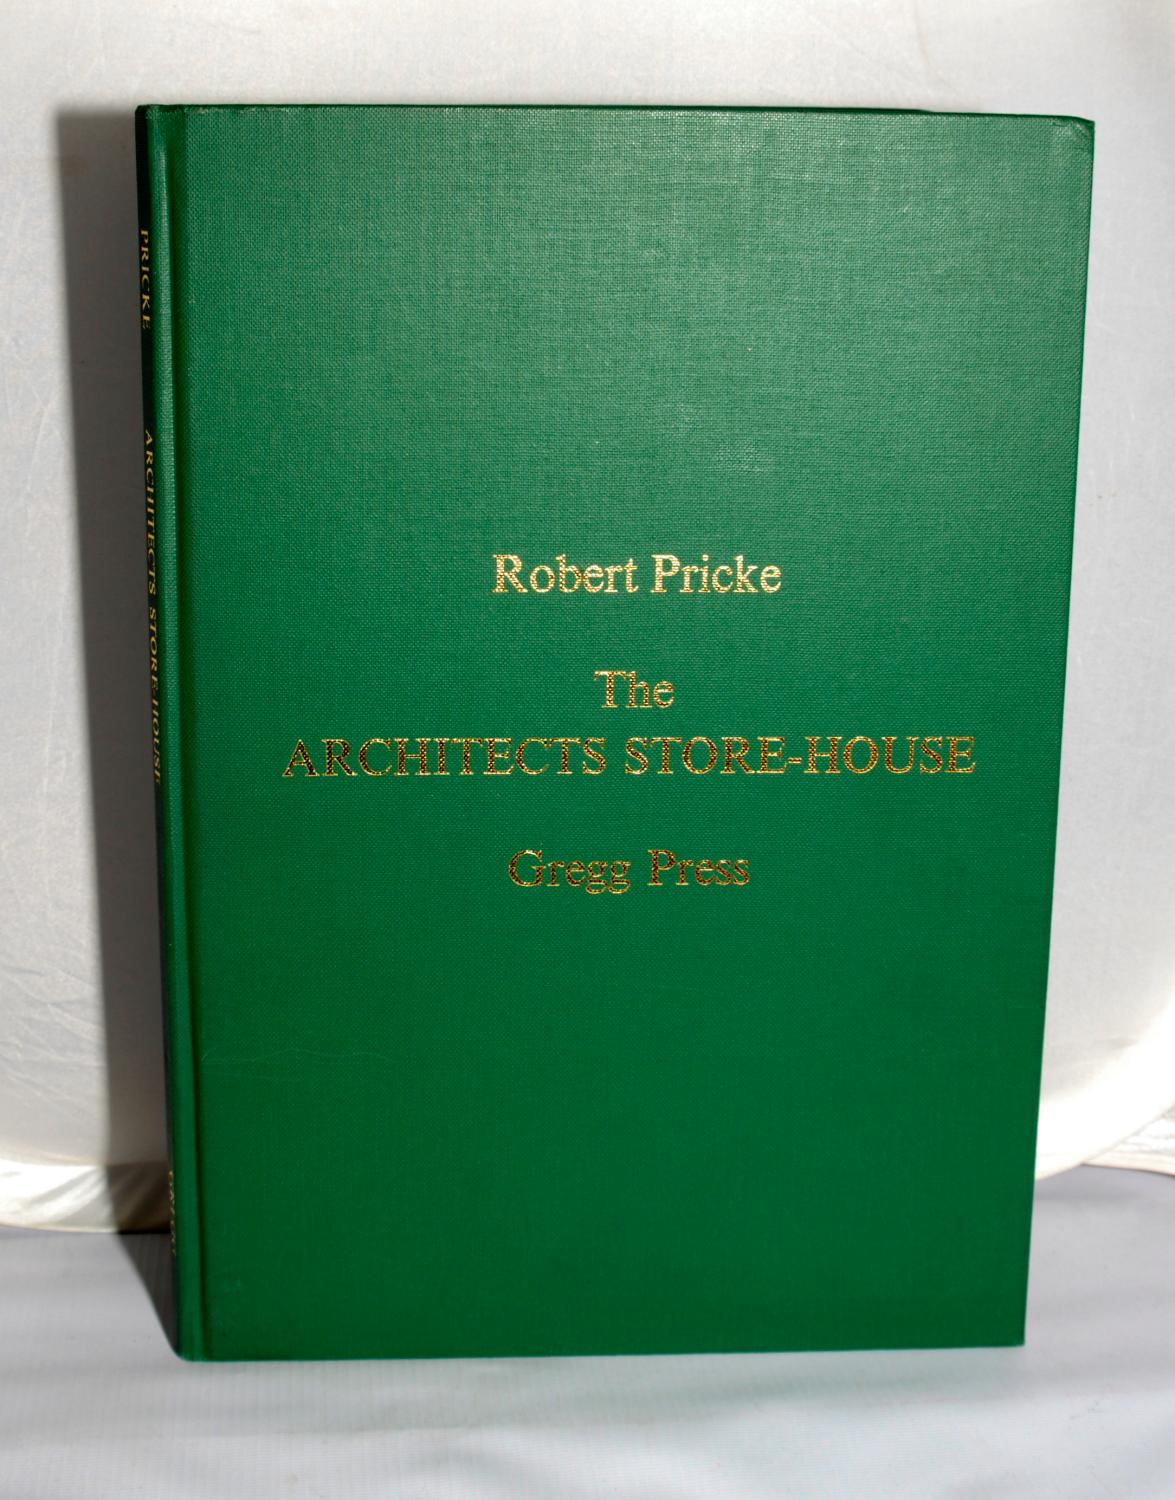 Robert Pricke
The
ARCHITECTS STORE-HOUSE
Gregg Press
PRICKE
ARCHITECTS STORE-HOUSE